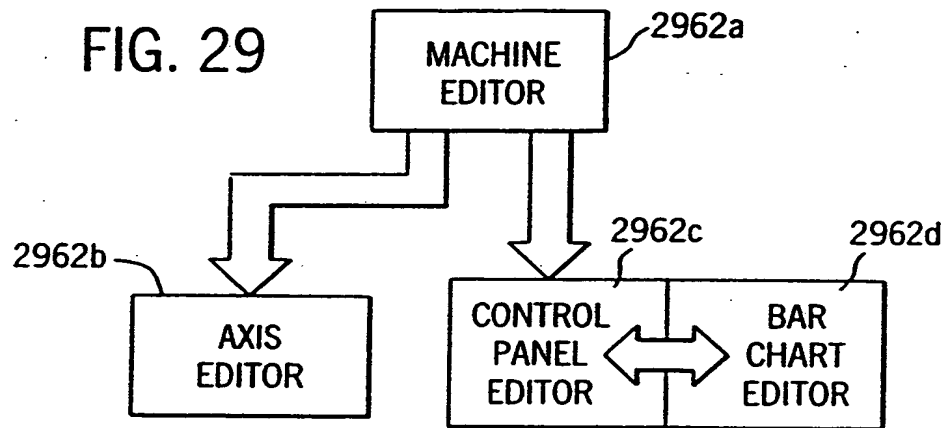 FIG. 29
MACHINE
EDITOR
2962a
2962b
AXIS
EDITOR
2962c
CONTROL
PANEL
EDITOR
2962d
BAR
CHART
EDITOR